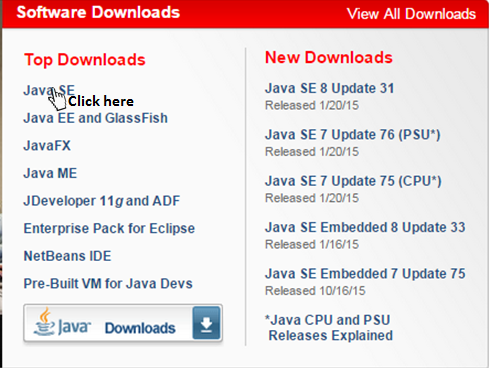 Software Downloads
View All Downloads
Top Downloads
Java SE
Click here
Java EE and GlassFish
JavaFX
Java ME
JDeveloper 11g and ADF
Enterprise Pack for Eclipse
NetBeans IDE
Pre-Built VM for Java Devs
Java Downloads
New Downloads
Java SE 8 Update 31
Released 1/20/15
Java SE 7 Update 76 (PSU*)
Released 1/20/15
Java SE 7 Update 75 (CPU*)
Released 1/20/15
Java SE Embedded 8 Update 33
Released 1/16/15
Java SE Embedded 7 Update 75
Released 10/16/15
*Java CPU and PSU
Releases Explained